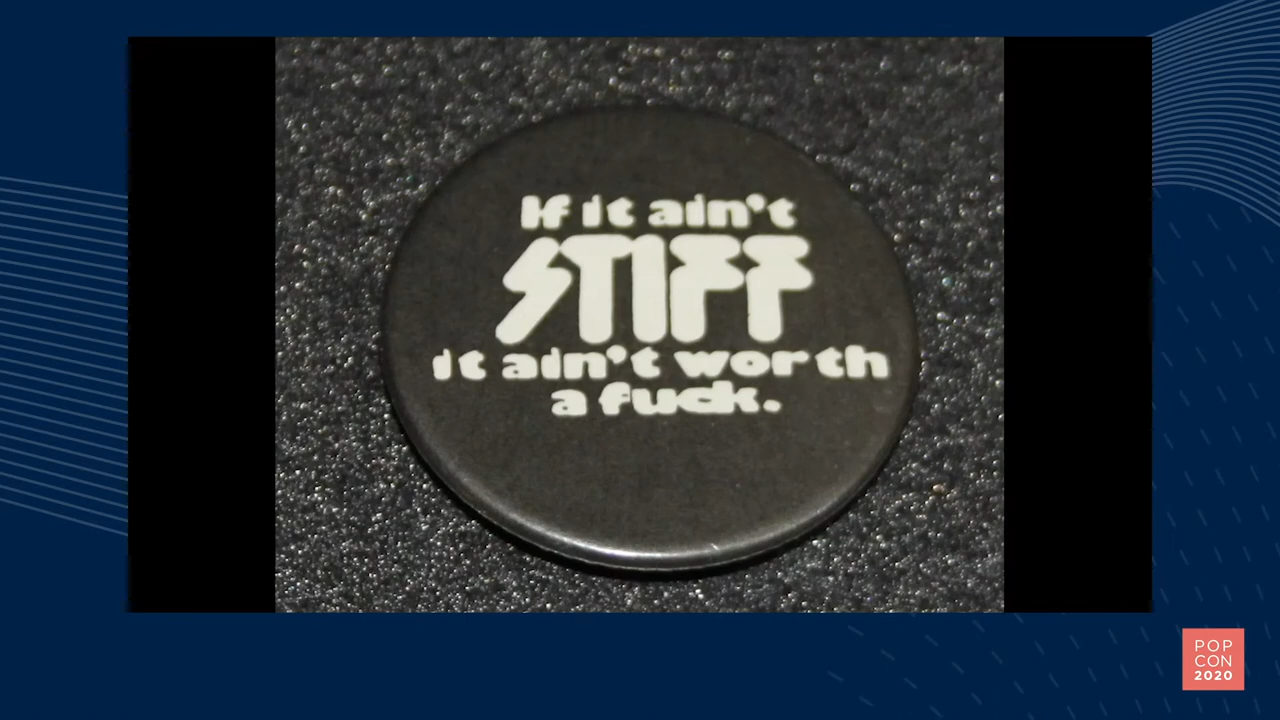 If it ain't
STIFF
it ain't worth
a fuck.
POP
CON
2020